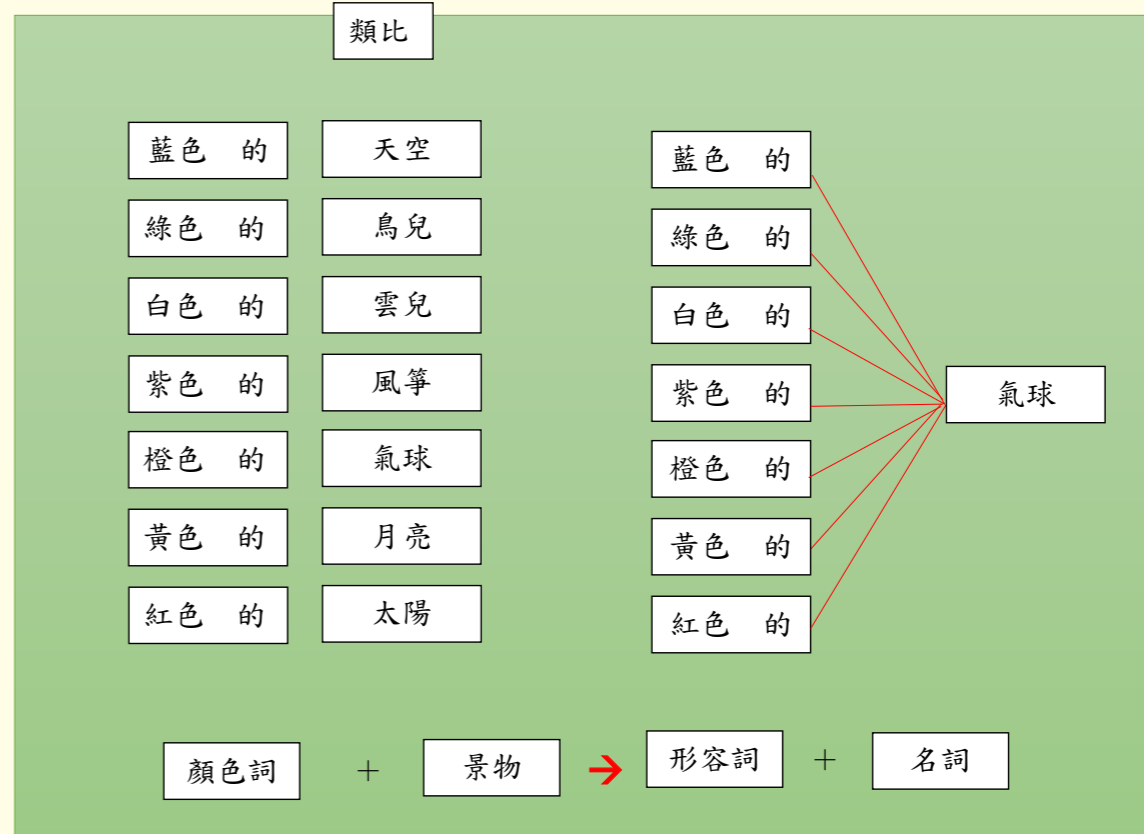 類比
藍色 的 天空
綠色 的 鳥兒
白色 的 雲兒
紫色 的 風箏
橙色 的 氣球
黃色 的 月亮
紅色 的 太陽
藍色 的
綠色 的
白色 的
紫色 的
橙色 的
黃色 的
紅色 的
氣球
顏色詞 + 景物 → 形容詞 + 名詞